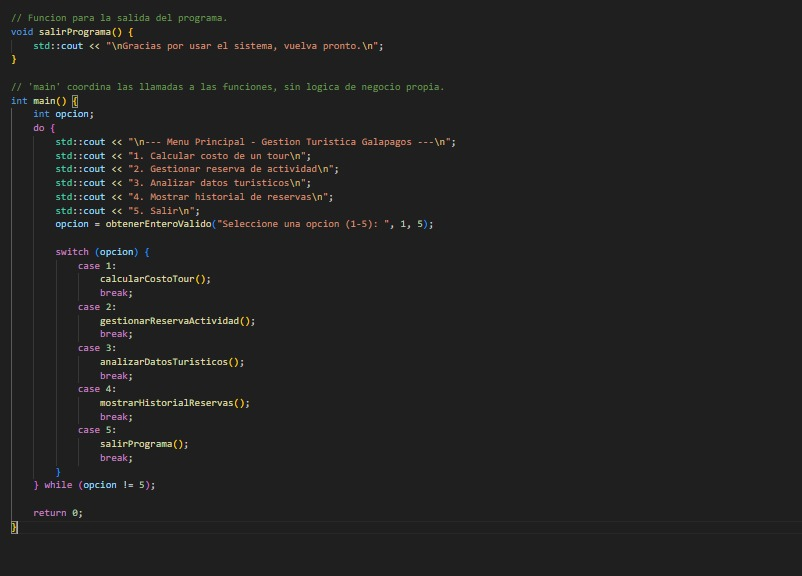 // Funcion para la salida del programa.
void salirPrograma() {
    std::cout << "\nGracias por usar el sistema, vuelva pronto.\n";
}
// 'main' coordina las llamadas a las funciones, sin logica de negocio propia.
int main() {
    int opcion;
    do {
        std::cout << "\n--- Menu Principal - Gestion Turistica Galapagos ---\n";
        std::cout << "1. Calcular costo de un tour\n";
        std::cout << "2. Gestionar reserva de actividad\n";
        std::cout << "3. Analizar datos turisticos\n";
        std::cout << "4. Mostrar historial de reservas\n";
        std::cout << "5. Salir\n";
        opcion = obtenerEnteroValido("Seleccione una opcion (1-5): ", 1, 5);
        switch (opcion) {
            case 1:
                calcularCostoTour();
                break;
            case 2:
                gestionarReservaActividad();
                break;
            case 3:
                analizarDatosTuristicos();
                break;
            case 4:
                mostrarHistorialReservas();
                break;
            case 5:
                salirPrograma();
                break;
        }
    } while (opcion != 5);
    return 0;
}